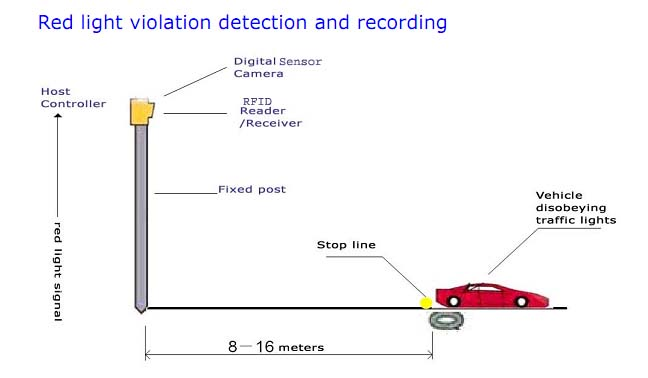 Red light violation detection and recording
Digital Sensor
Camera
Host
Controller
RFID
Reader
/Receiver
Fixed post
Vehicle
disobeying
traffic lights
red light signal
Stop line
8－16 meters